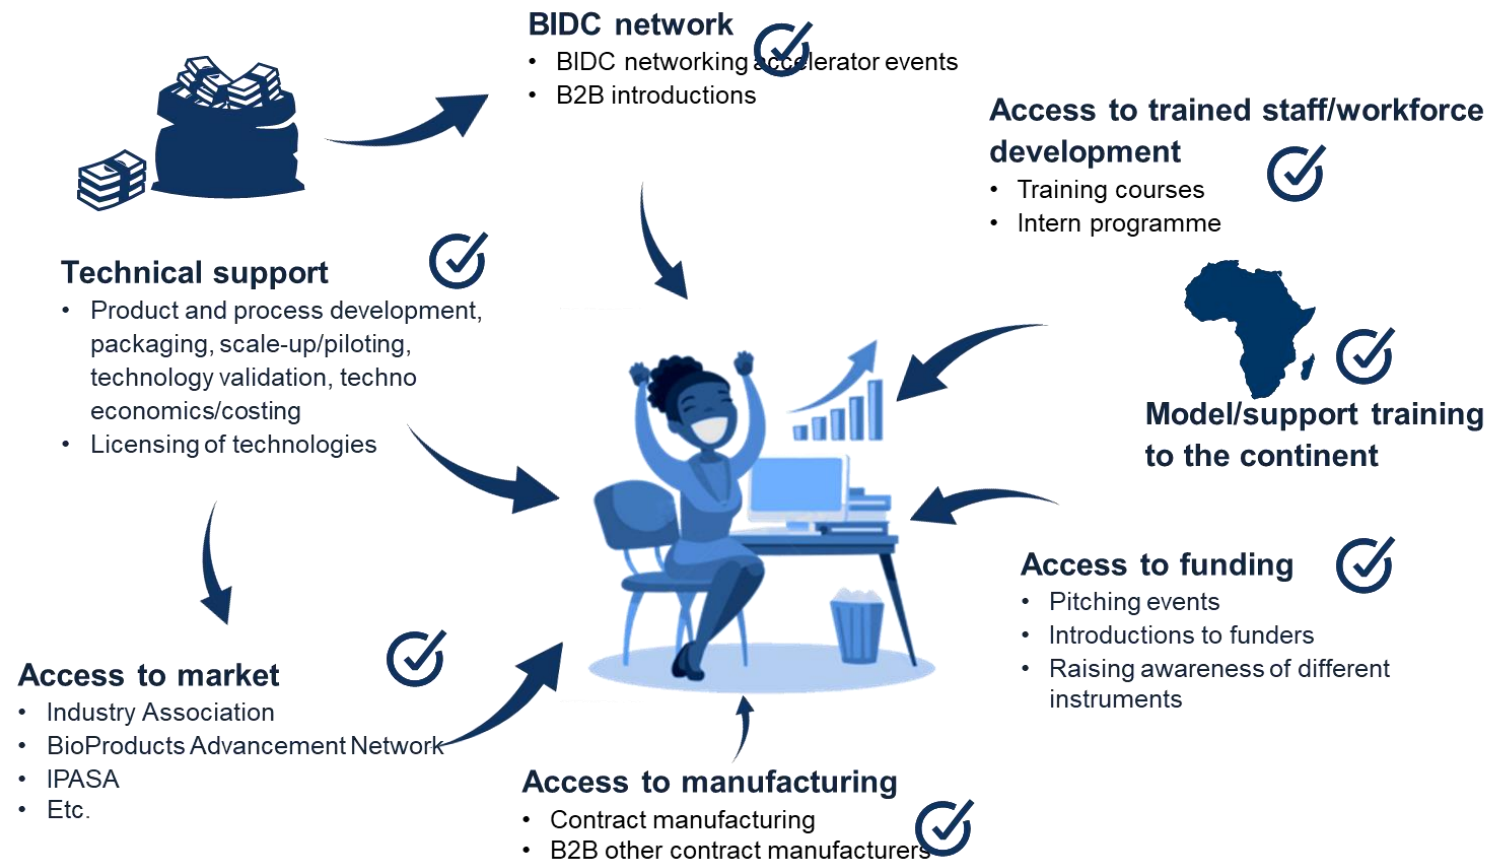 BIDC network
• BIDC networking accelerator events
• B2B introductions
Access to trained staff/workforce
development
• Training courses
• Intern programme
Technical support
• Product and process development,
packaging, scale-up/piloting,
technology validation, techno
economics/costing
• Licensing of technologies
Model/support training
to the continent
Access to funding
• Pitching events
• Introductions to funders
• Raising awareness of different
instruments
Access to market
• Industry Association
• BioProducts Advancement Network
• IPASA
• Etc.
Access to manufacturing
• Contract manufacturing
• B2B other contract manufacturers